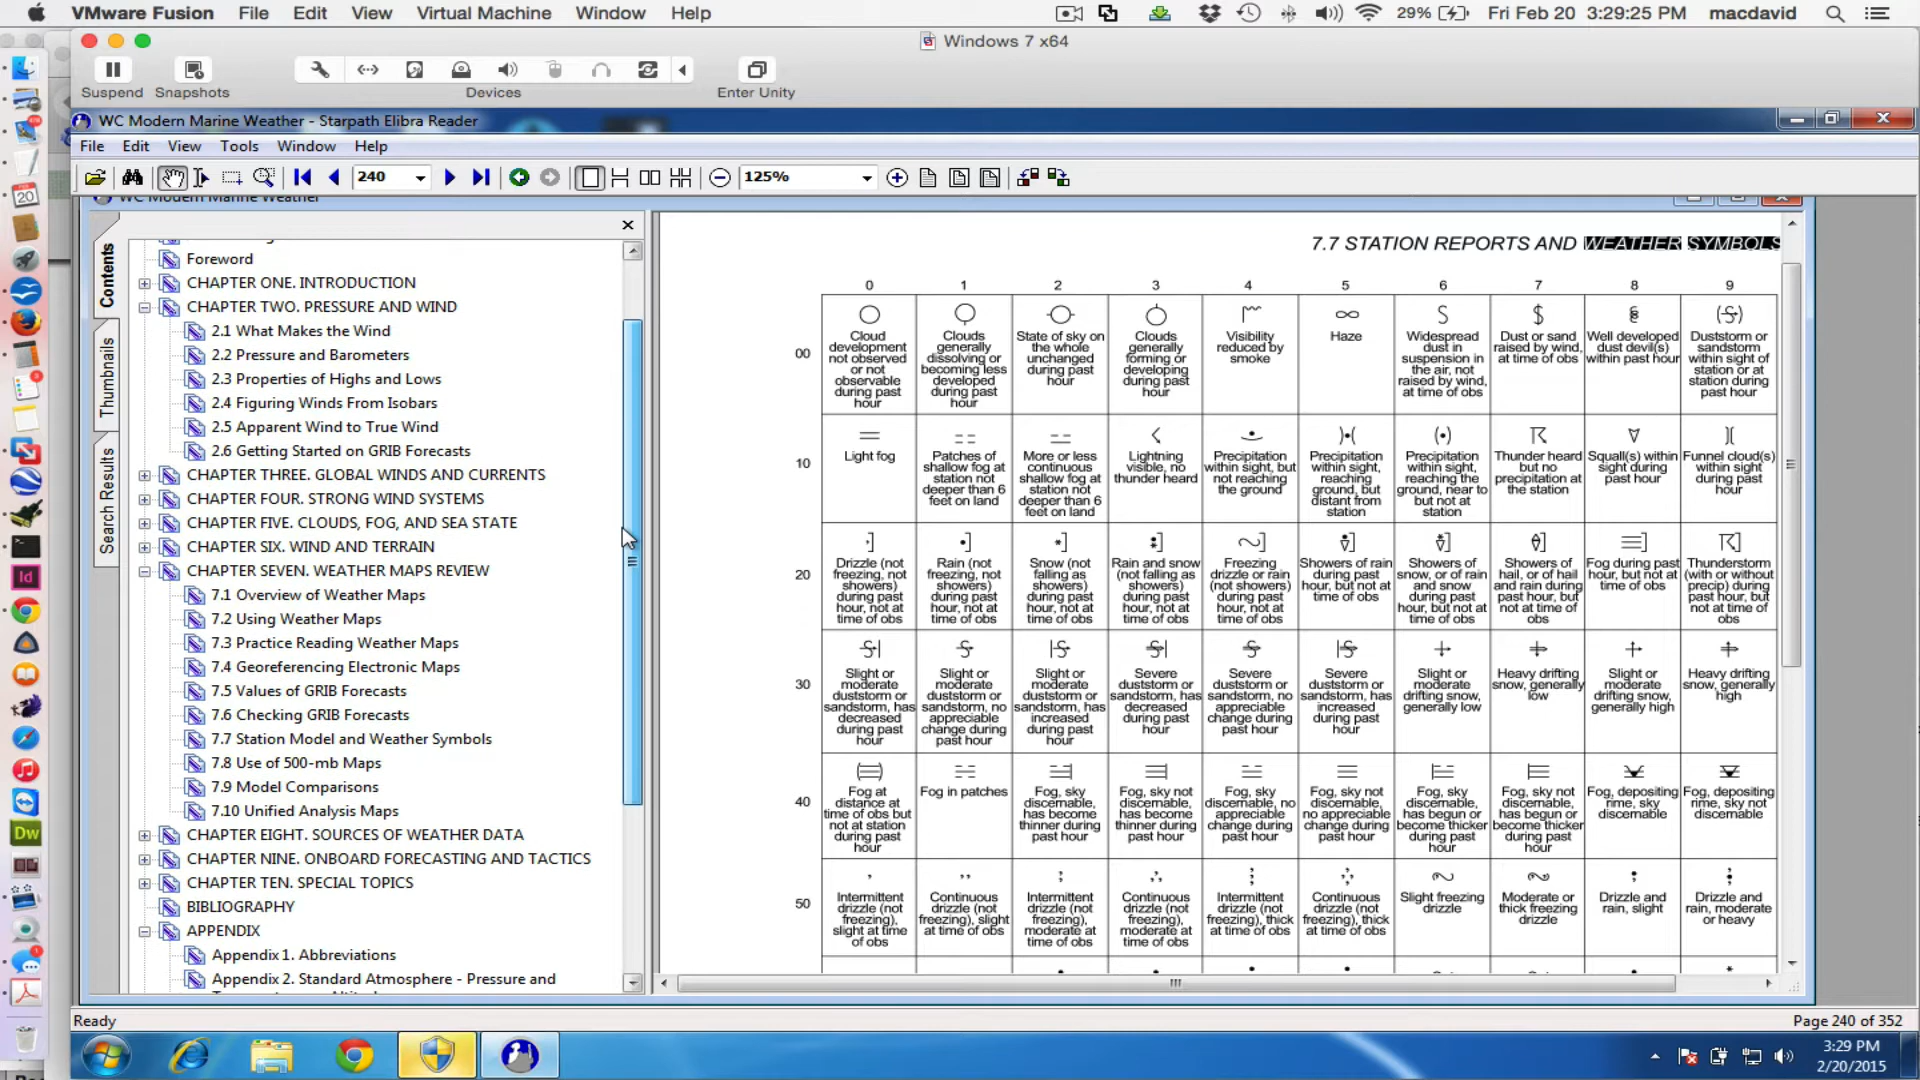 VMware Fusion File Edit View Virtual Machine Window Help 29% Fri Feb 20 3:29:25 PM macdavid
Windows 7 x64
Suspend Snapshots Devices Enter Unity
WC Modern Marine Weather - Starpath Elibra Reader
File Edit View Tools Window Help
240 125%
WC Modern Marine Weather
Contents
Thumbnails
Search Results
Foreword
CHAPTER ONE. INTRODUCTION
CHAPTER TWO. PRESSURE AND WIND
2.1 What Makes the Wind
2.2 Pressure and Barometers
2.3 Properties of Highs and Lows
2.4 Figuring Winds From Isobars
2.5 Apparent Wind to True Wind
2.6 Getting Started on GRIB Forecasts
CHAPTER THREE. GLOBAL WINDS AND CURRENTS
CHAPTER FOUR. STRONG WIND SYSTEMS
CHAPTER FIVE. CLOUDS, FOG, AND SEA STATE
CHAPTER SIX. WIND AND TERRAIN
CHAPTER SEVEN. WEATHER MAPS REVIEW
7.1 Overview of Weather Maps
7.2 Using Weather Maps
7.3 Practice Reading Weather Maps
7.4 Georeferencing Electronic Maps
7.5 Values of GRIB Forecasts
7.6 Checking GRIB Forecasts
7.7 Station Model and Weather Symbols
7.8 Use of 500-mb Maps
7.9 Model Comparisons
7.10 Unified Analysis Maps
CHAPTER EIGHT. SOURCES OF WEATHER DATA
CHAPTER NINE. ONBOARD FORECASTING AND TACTICS
CHAPTER TEN. SPECIAL TOPICS
BIBLIOGRAPHY
APPENDIX
Appendix 1. Abbreviations
Appendix 2. Standard Atmosphere - Pressure and
7.7 STATION REPORTS AND WEATHER SYMBOLS
0 1 2 3 4 5 6 7 8 9
00
Cloud
development
not observed
or not
observable
during past
hour
Clouds
generally
dissolving or
becoming less
developed
during past
hour
State of sky on
the whole
unchanged
during past
hour
Clouds
generally
forming or
developing
during past
hour
Visibility
reduced by
smoke
Haze
Widespread
dust in
suspension in
the air, not
raised by wind,
at time of obs
Dust or sand
raised by wind,
at time of obs
Well developed
dust devil(s)
within past hour
Duststorm or
sandstorm
within sight of
station or at
station during
past hour
10
Light fog
Patches of
shallow fog at
station not
deeper than 6
feet on land
More or less
continuous
shallow fog at
station not
deeper than 6
feet on land
Lightning
visible, no
thunder heard
Precipitation
within sight, but
not reaching
the ground
Precipitation
within sight,
reaching
ground, but
distant from
station
Precipitation
within sight,
reaching the
ground, near to
but not at
station
Thunder heard
but no
precipitation at
the station
Squall(s) within
sight during
past hour
Funnel cloud(s)
within sight
during past
hour
20
Drizzle (not
freezing, not
showers)
during past
hour, not at
time of obs
Rain (not
freezing, not
showers)
during past
hour, not at
time of obs
Snow (not
falling as
showers)
during past
hour, not at
time of obs
Rain and snow
(not falling as
showers)
during past
hour, not at
time of obs
Freezing
drizzle or rain
(not showers)
during past
hour, not at
time of obs
Showers of rain
during past
hour, but not at
time of obs
Showers of
snow, or of rain
and snow
during past
hour, but not at
time of obs
Showers of
hail, or of hail
and rain during
past hour, but
not at time of
obs
Fog during past
hour, but not at
time of obs
Thunderstorm
(with or without
precip) during
past hour, but
not at time of
obs
30
Slight or
moderate
duststorm or
sandstorm, has
decreased
during past
hour
Slight or
moderate
duststorm or
sandstorm, no
appreciable
change during
past hour
Slight or
moderate
duststorm or
sandstorm, has
increased
during past
hour
Severe
duststorm or
sandstorm, has
decreased
during past
hour
Severe
duststorm or
sandstorm, no
appreciable
change during
past hour
Severe
duststorm or
sandstorm, has
increased
during past
hour
Slight or
moderate
drifting snow,
generally low
Heavy drifting
snow, generally
low
Slight or
moderate
drifting snow,
generally high
Heavy drifting
snow, generally
high
40
Fog at
distance at
time of obs but
not at station
during past
hour
Fog in patches
Fog, sky
discernable,
has become
thinner during
past hour
Fog, sky not
discernable,
has become
thinner during
past hour
Fog, sky
discernable, no
appreciable
change during
past hour
Fog, sky not
discernable,
no appreciable
change during
past hour
Fog, sky
discernable,
has begun or
become thicker
during past
hour
Fog, sky not
discernable,
has begun or
become thicker
during past
hour
Fog, depositing
rime, sky
discernable
Fog, depositing
rime, sky not
discernable
50
Intermittent
drizzle (not
freezing),
slight at time
of obs
Continuous
drizzle (not
freezing), slight
at time of obs
Intermittent
drizzle (not
freezing),
moderate at
time of obs
Continuous
drizzle (not
freezing),
moderate at
time of obs
Intermittent
drizzle (not
freezing), thick
at time of obs
Continuous
drizzle (not
freezing), thick
at time of obs
Slight freezing
drizzle
Moderate or
thick freezing
drizzle
Drizzle and
rain, slight
Drizzle and
rain, moderate
or heavy
Ready
Page 240 of 352
3:29 PM
2/20/2015
20
Id
Dw